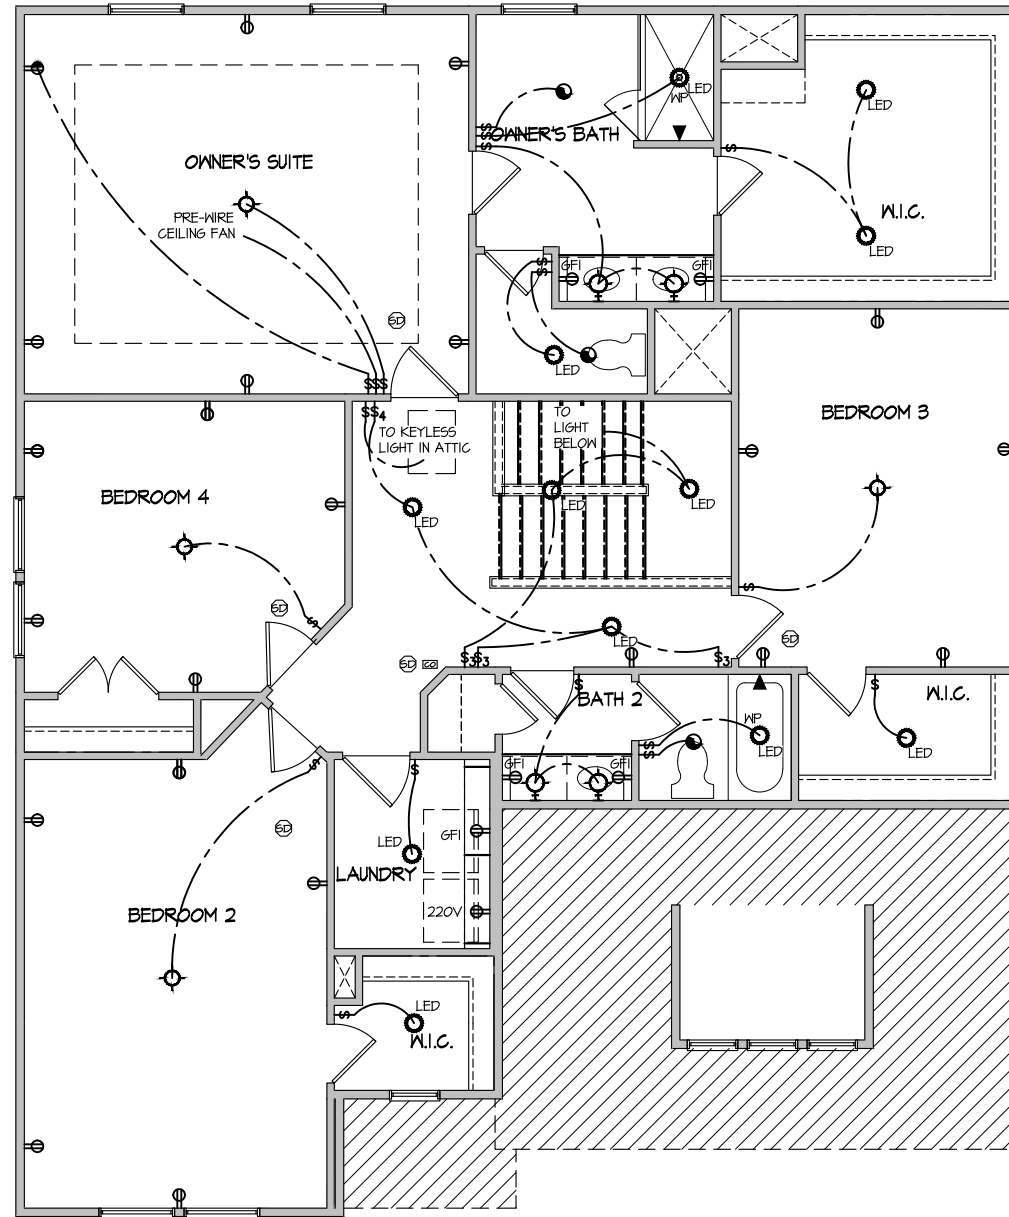 LED
WP
OWNER'S BATH
LED
OWNER'S SUITE
PRE-WIRE
CEILING FAN
W.I.C.
LED
GFI
GFI
SD
LED
$$$
$$4
TO KEYLESS
LIGHT IN ATTIC
TO
LIGHT
BELOW
BEDROOM 3
BEDROOM 4
LED
LED
LED
SD
SD
CO
LED
SD
$3
$3
$3
BATH 2
W.I.C.
WP
LED
LED
GFI
GFI
SD
LED
GFI
LAUNDRY
220V
BEDROOM 2
LED
W.I.C.